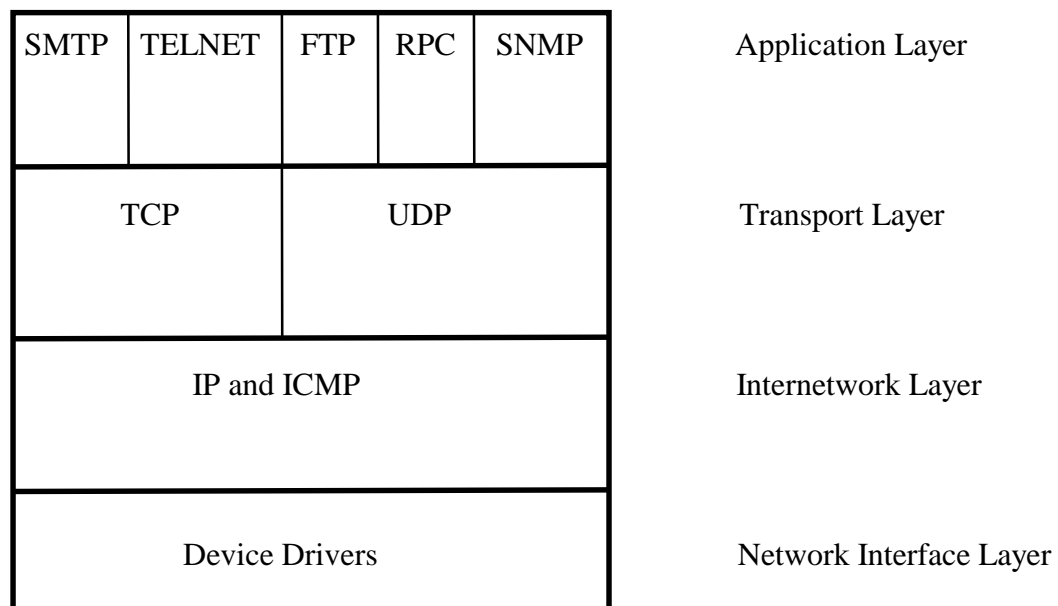 SMTP TELNET FTP RPC SNMP Application Layer
TCP UDP Transport Layer
IP and ICMP Internetwork Layer
Device Drivers Network Interface Layer